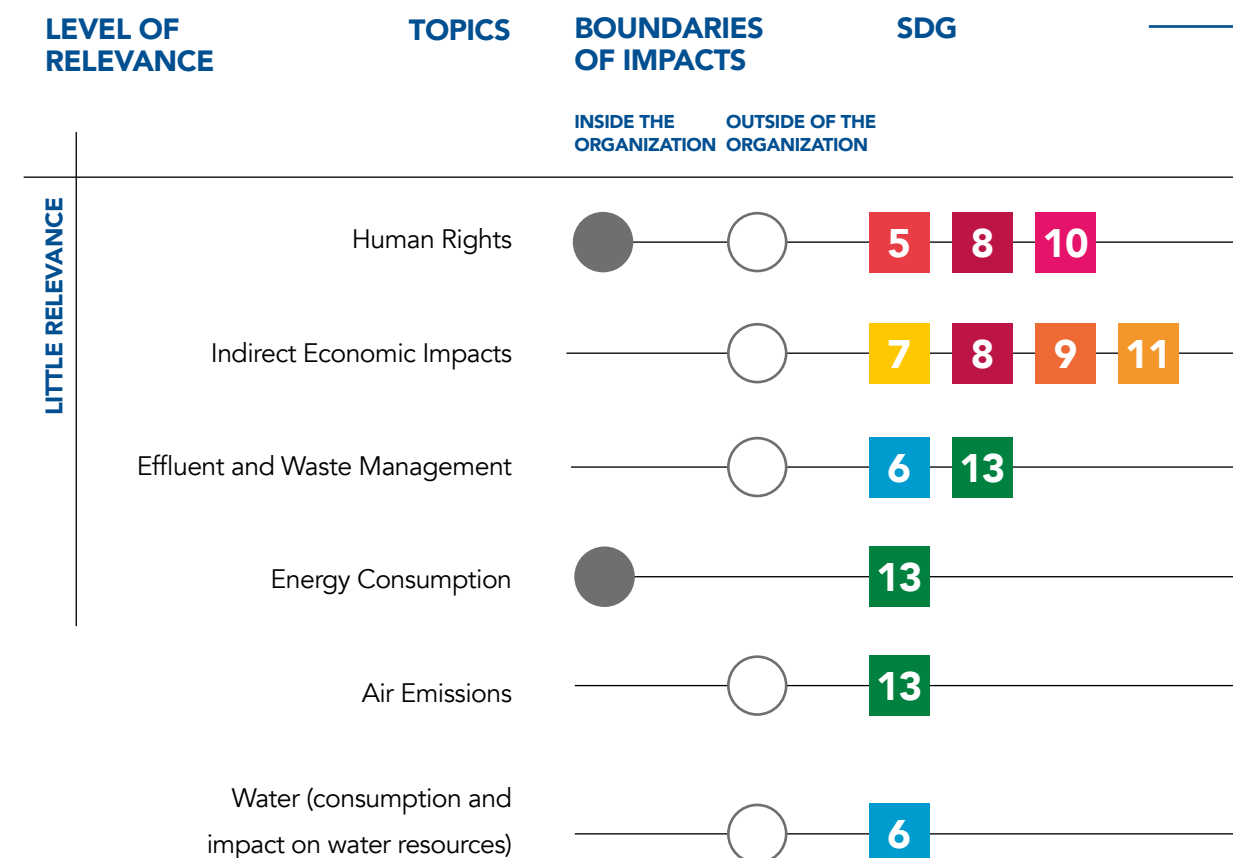 LEVEL OF
RELEVANCE
TOPICS
BOUNDARIES
OF IMPACTS
SDG
INSIDE THE
ORGANIZATION
OUTSIDE OF THE
ORGANIZATION
LITTLE RELEVANCE
Human Rights
5 8 10
Indirect Economic Impacts
7 8 9 11
Effluent and Waste Management
6 13
Energy Consumption
13
Air Emissions
13
Water (consumption and
impact on water resources)
6